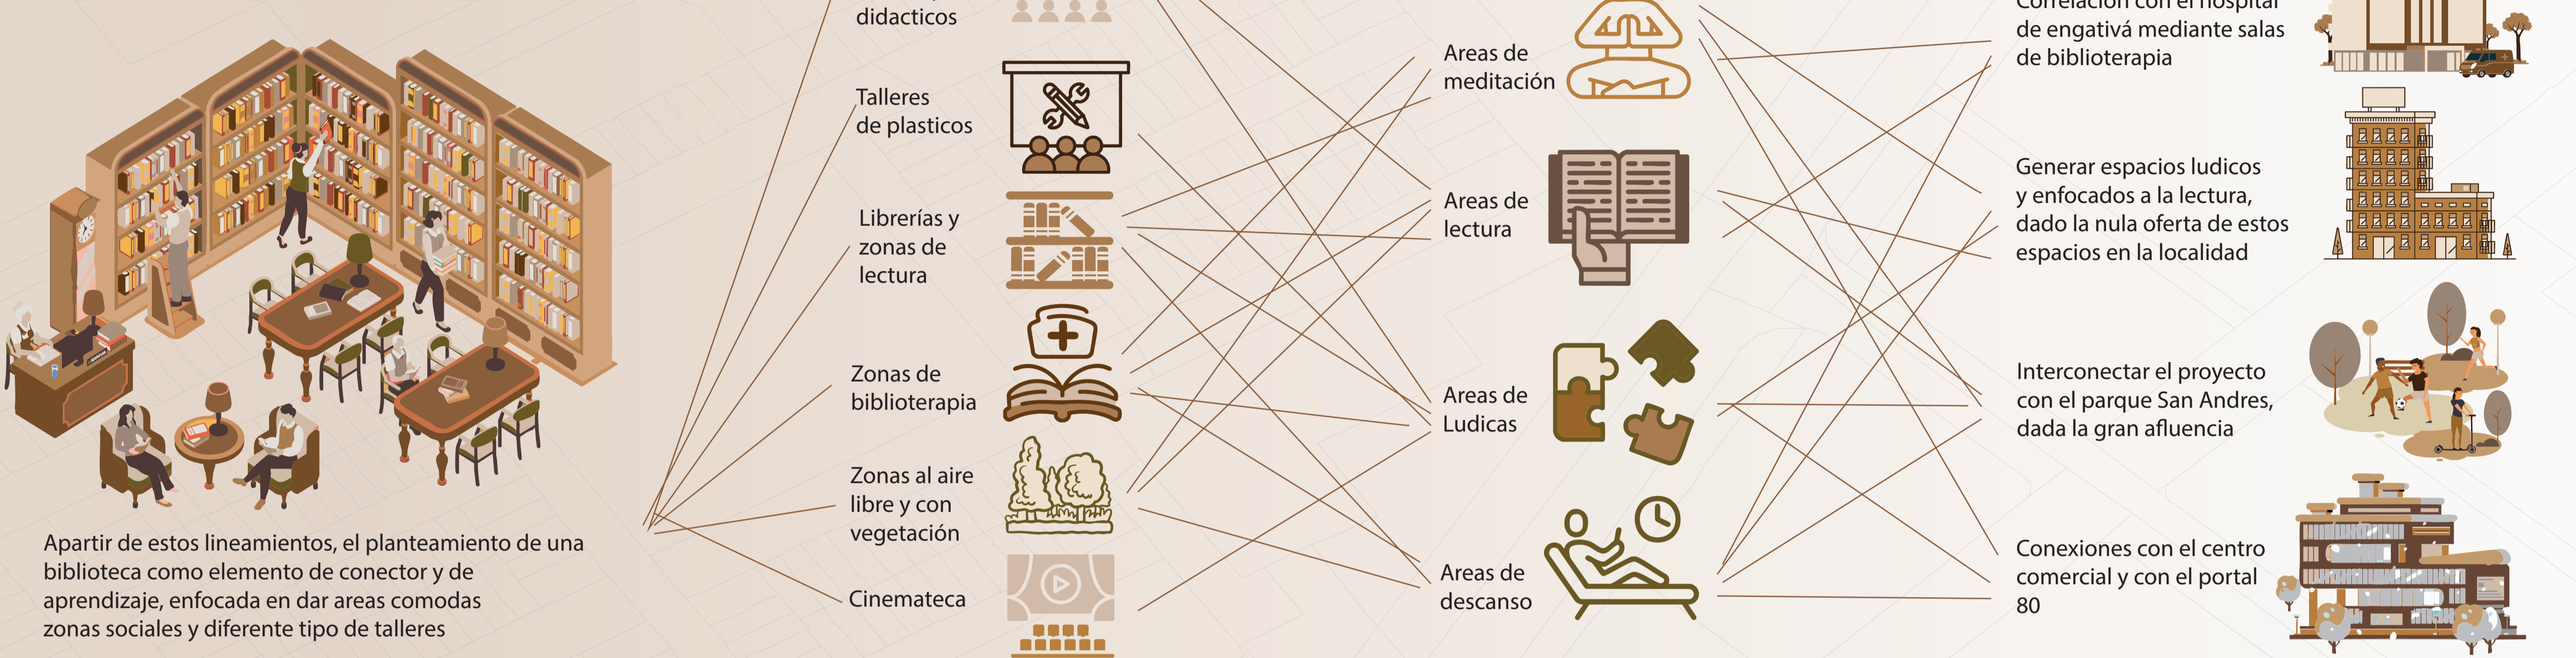 didacticos
Talleres
de plasticos
Librerías y
zonas de
lectura
Zonas de
biblioterapia
Zonas al aire
libre y con
vegetación
Cinemateca
Apartir de estos lineamientos, el planteamiento de una
biblioteca como elemento de conector y de
aprendizaje, enfocada en dar areas comodas
zonas sociales y diferente tipo de talleres
Areas de
meditación
Areas de
lectura
Areas de
Ludicas
Areas de
descanso
Correlación con el hospital
de engativá mediante salas
de biblioterapia
Generar espacios ludicos
y enfocados a la lectura,
dado la nula oferta de estos
espacios en la localidad
Interconectar el proyecto
con el parque San Andres,
dada la gran afluencia
Conexiones con el centro
comercial y con el portal
80